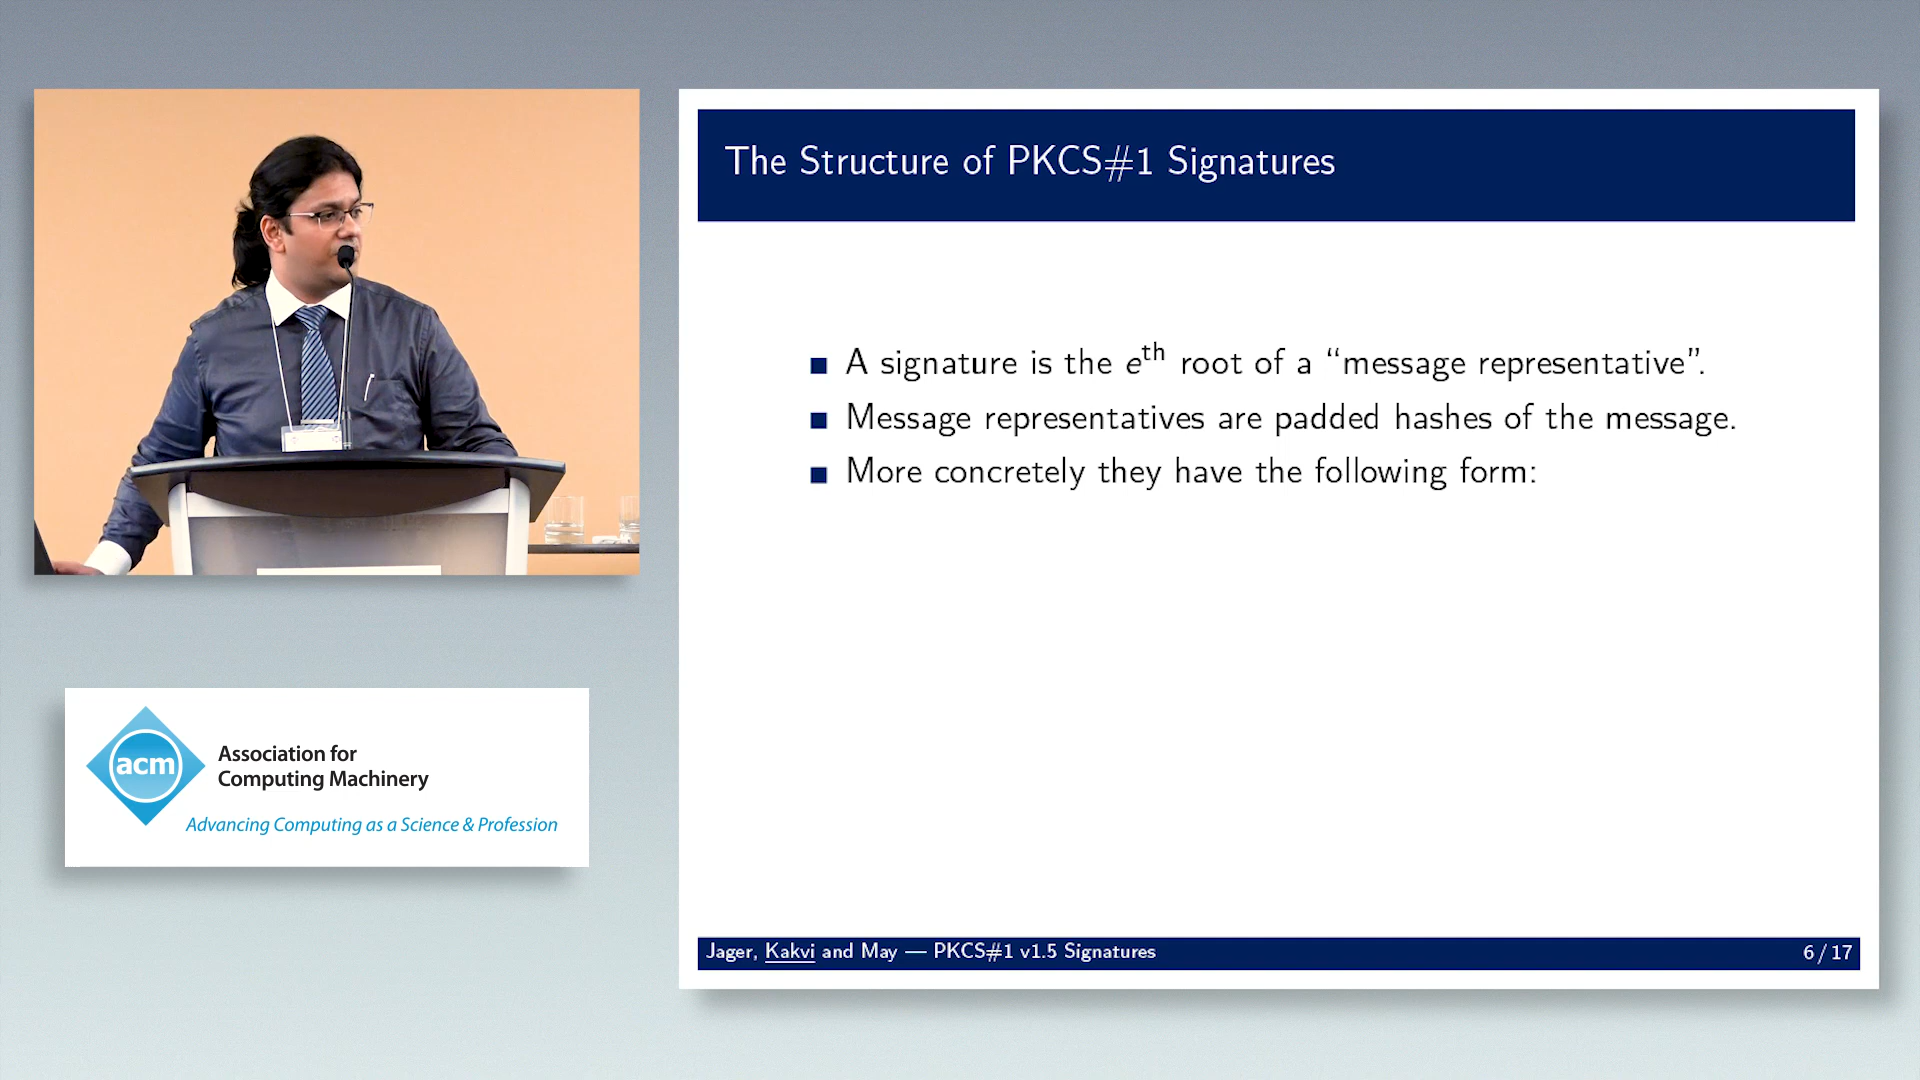 The Structure of PKCS#1 Signatures
A signature is the eth root of a “message representative”.
Message representatives are padded hashes of the message.
More concretely they have the following form:
acm
Association for
Computing Machinery
Advancing Computing as a Science & Profession
Jager, Kakvi and May — PKCS#1 v1.5 Signatures
6 / 17